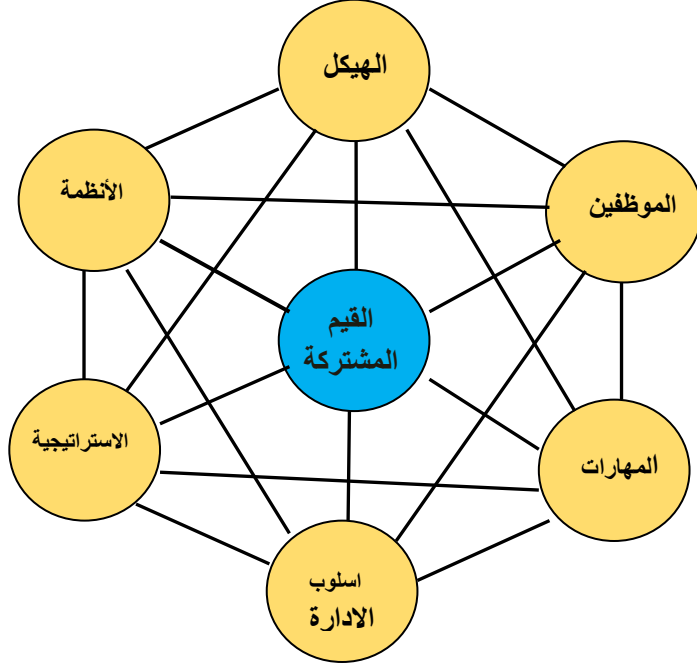 الهيكل
الأنظمة
الموظفين
القيم
المشتركة
الاستراتيجية
المهارات
اسلوب
الادارة